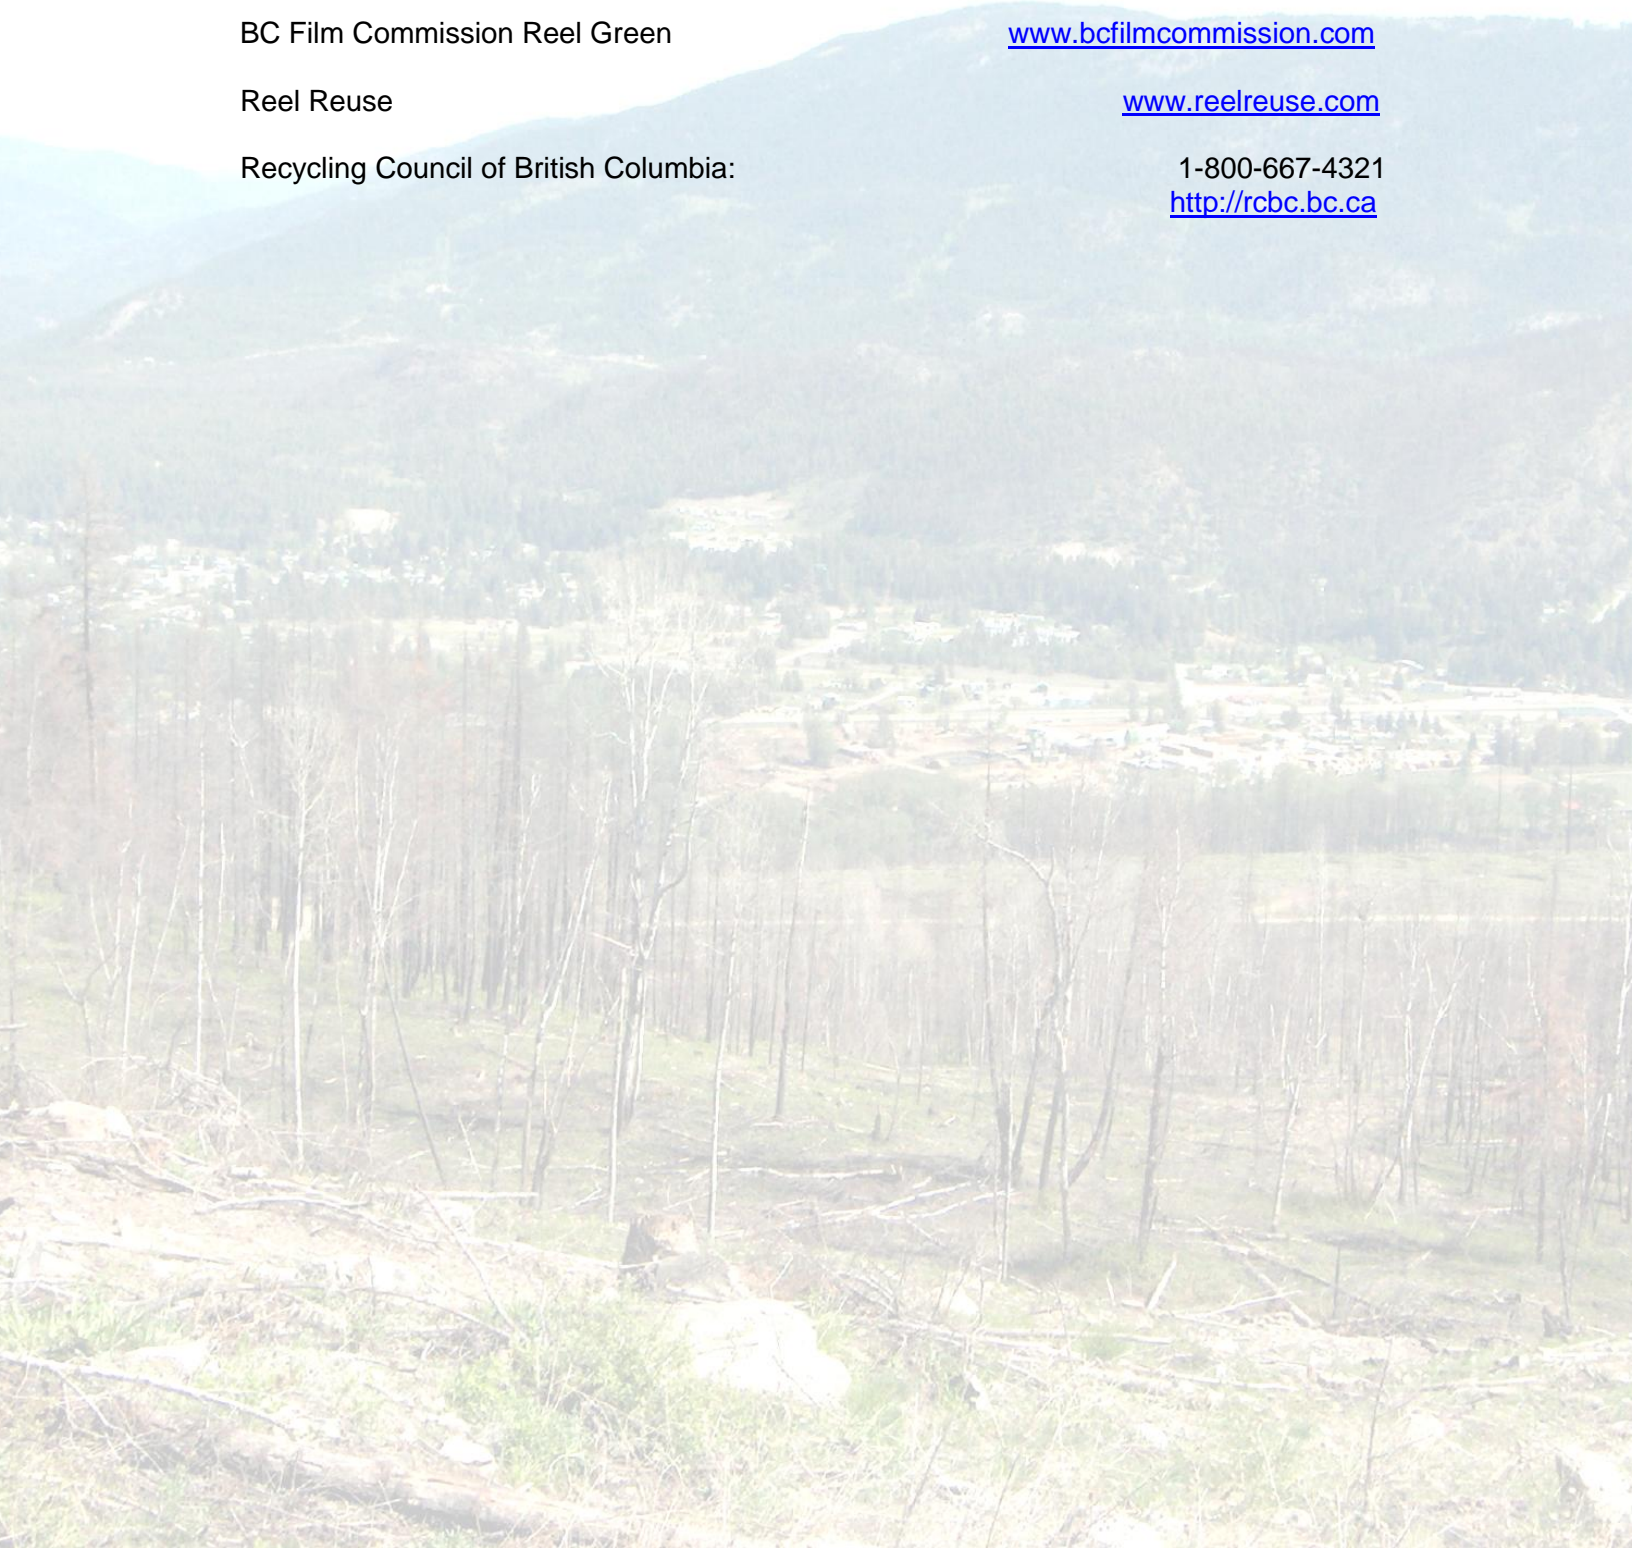 BC Film Commission Reel Green www.bcfilmcommission.com
Reel Reuse www.reelreuse.com
Recycling Council of British Columbia: 1-800-667-4321
http://rcbc.bc.ca